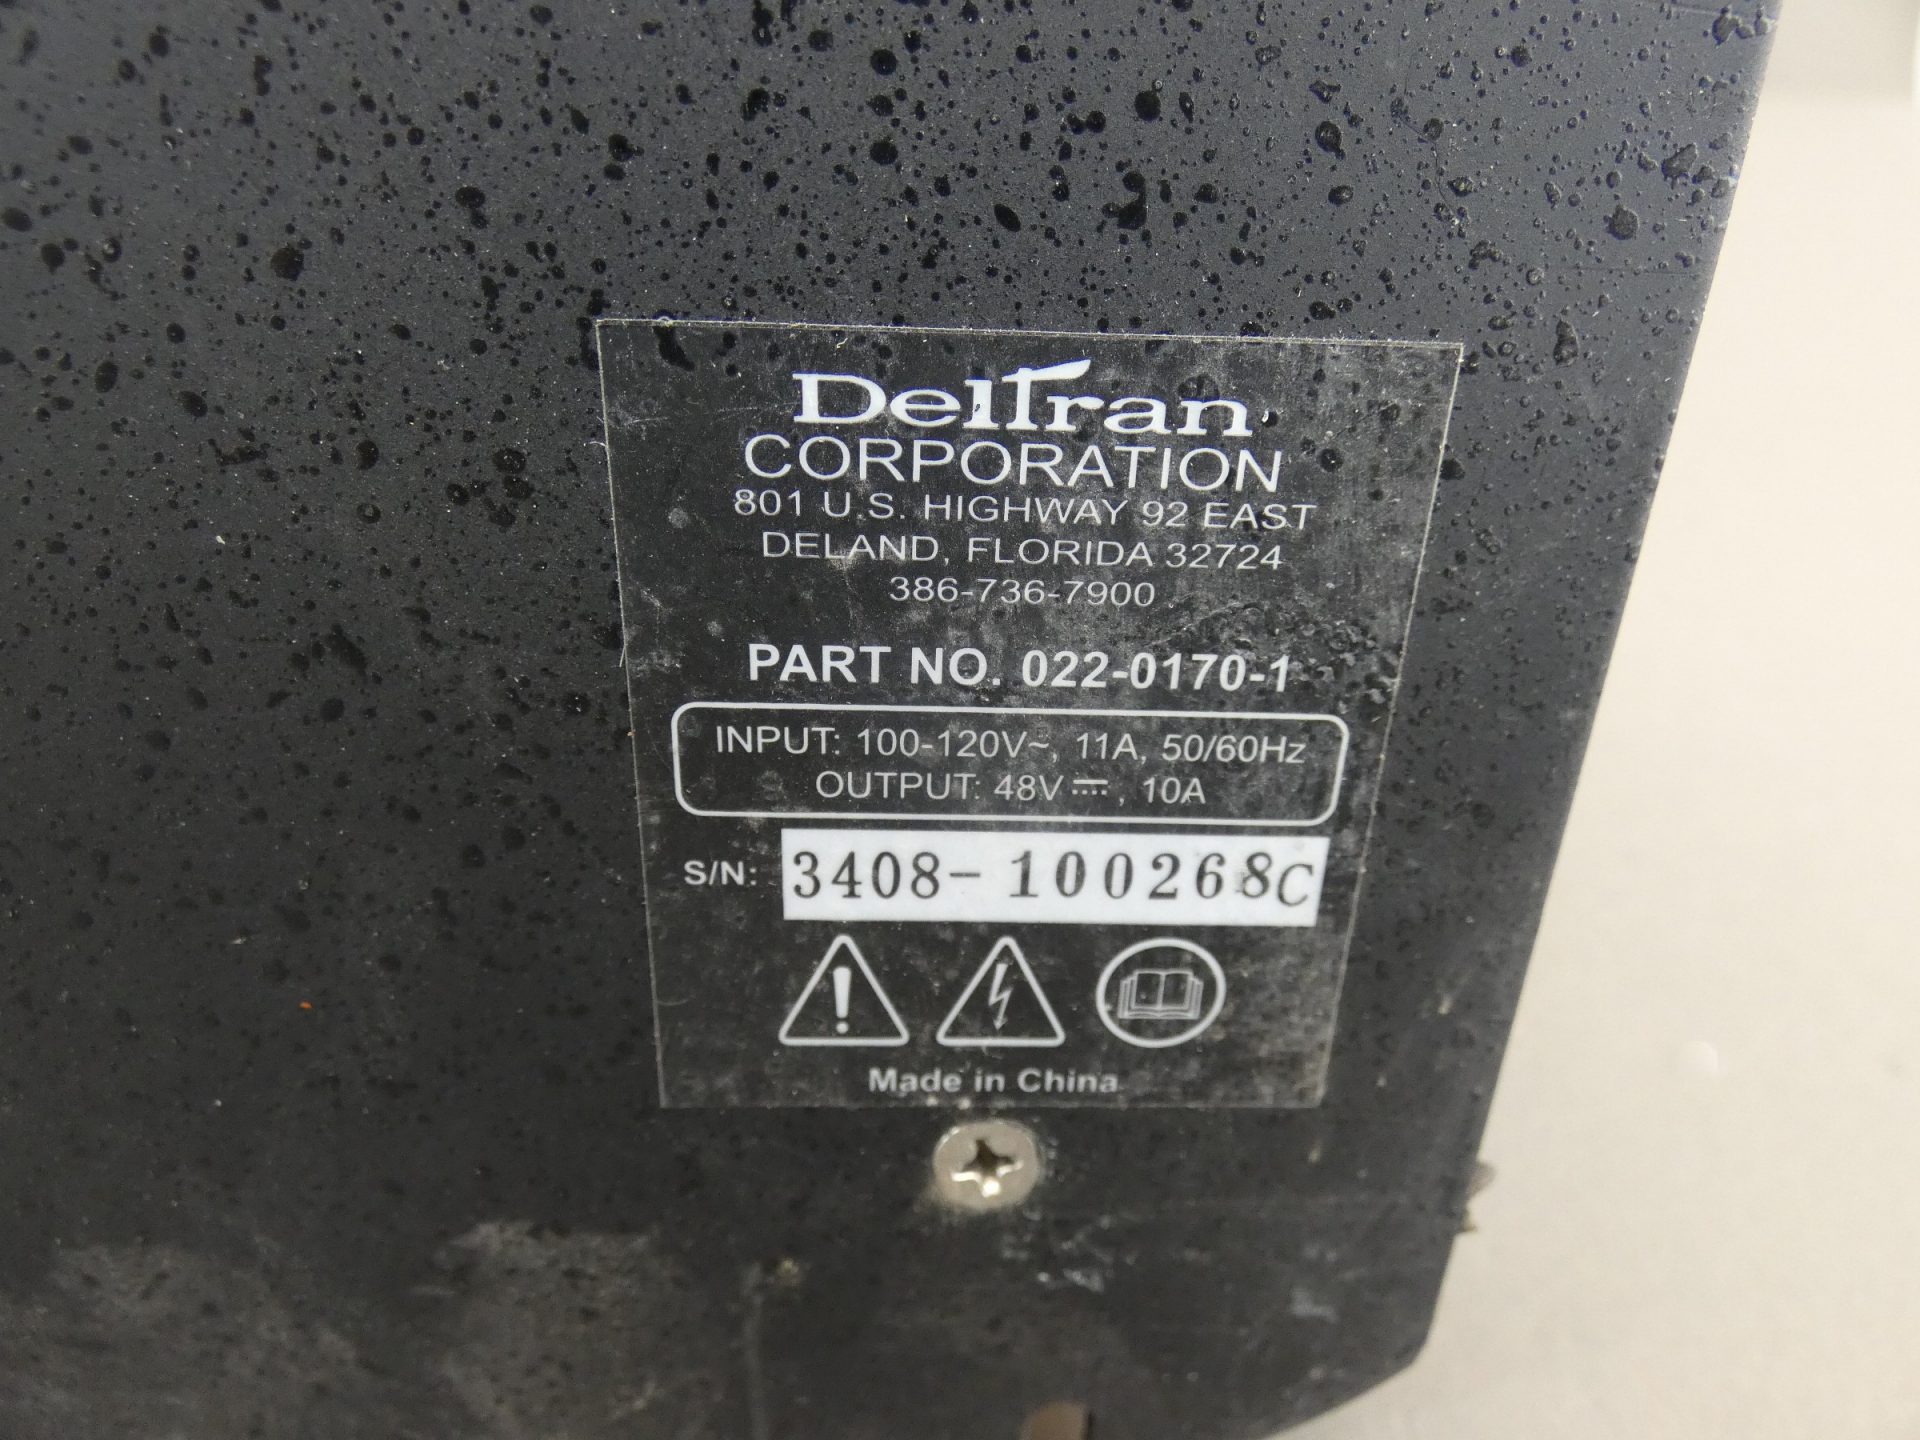 DelTran
CORPORATION
801 U.S. HIGHWAY 92 EAST
DELAND, FLORIDA 32724
386-736-7900
PART NO. 022-0170-1
INPUT: 100-120V~, 11A, 50/60Hz
OUTPUT: 48V⎓, 10A
S/N: 3408-100268C
Made in China